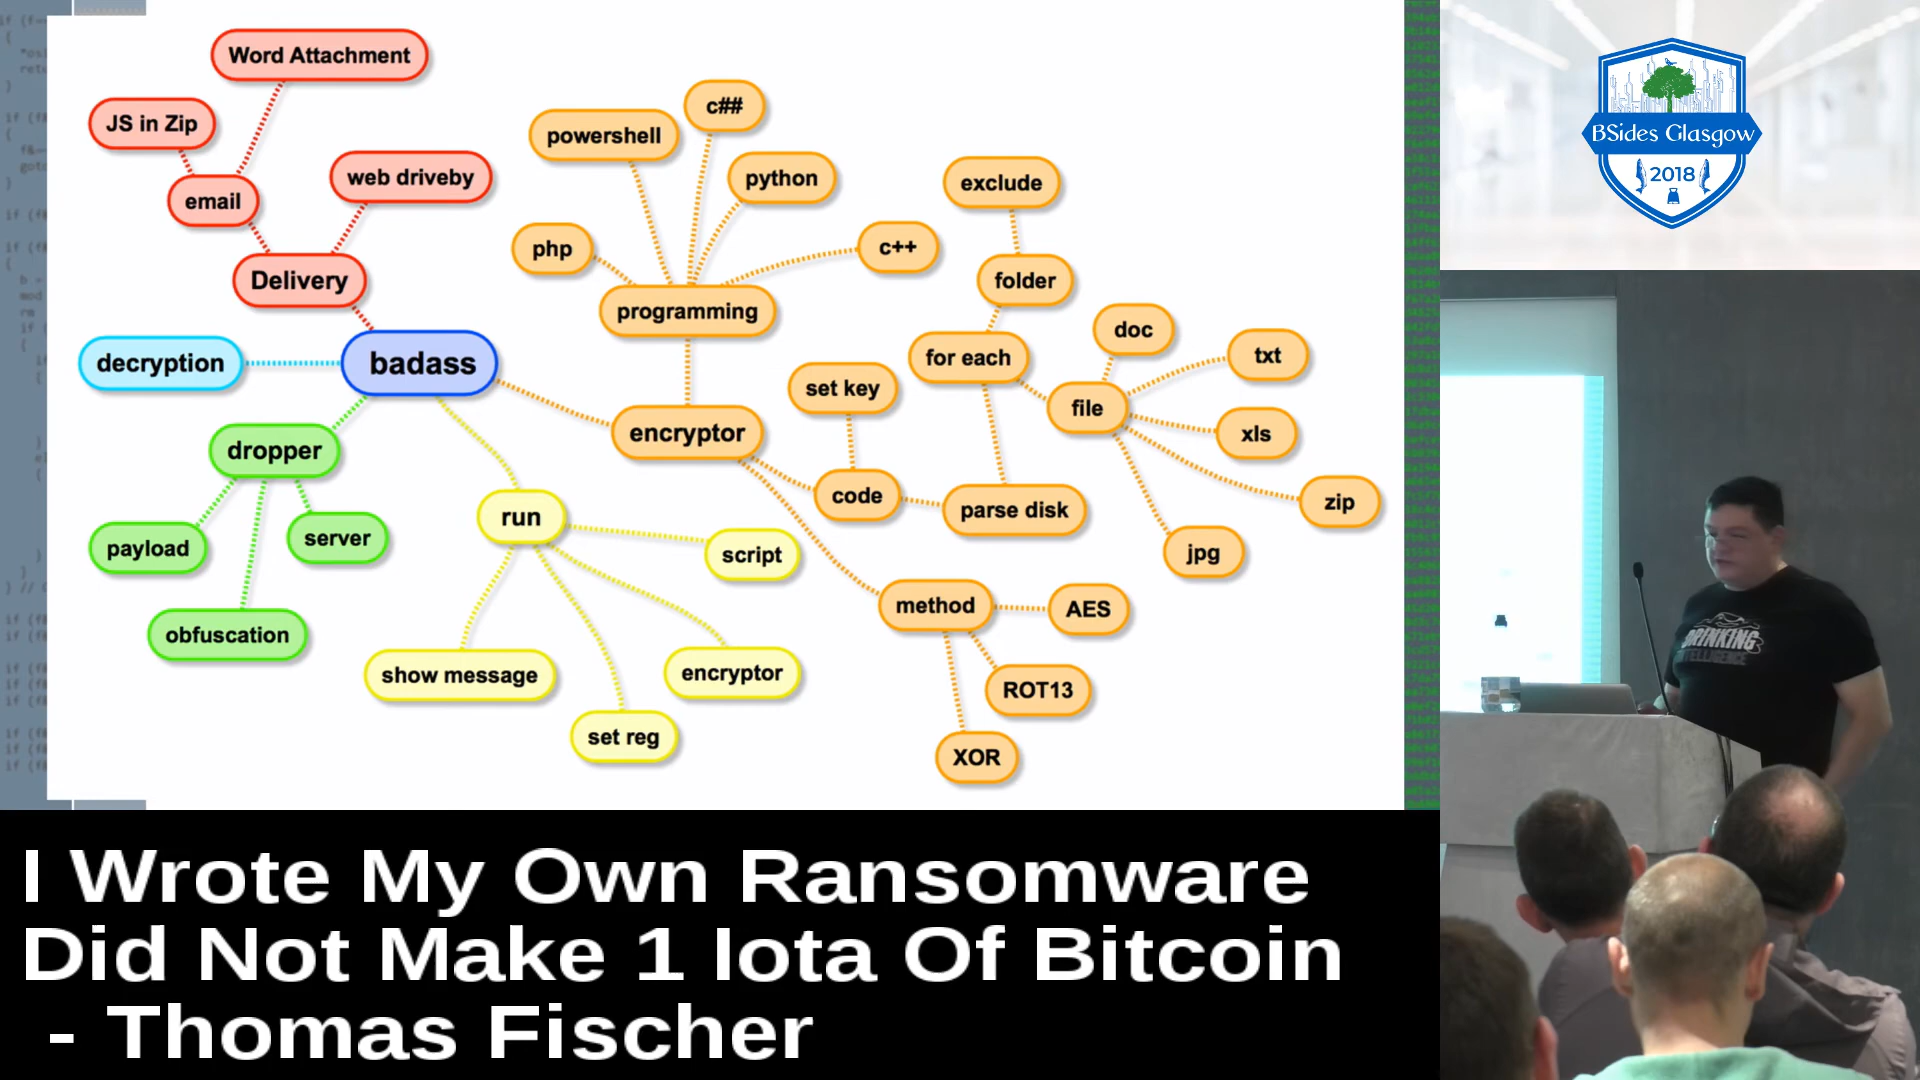 Word Attachment
JS in Zip
email
web driveby
Delivery
decryption
badass
dropper
payload
server
obfuscation
run
script
show message
encryptor
set reg
powershell
c##
python
php
c++
programming
encryptor
set key
code
parse disk
for each
folder
exclude
file
doc
txt
xls
zip
jpg
method
AES
ROT13
XOR
BSides Glasgow
2018
DRINKING
I Wrote My Own Ransomware
Did Not Make 1 Iota Of Bitcoin
- Thomas Fischer